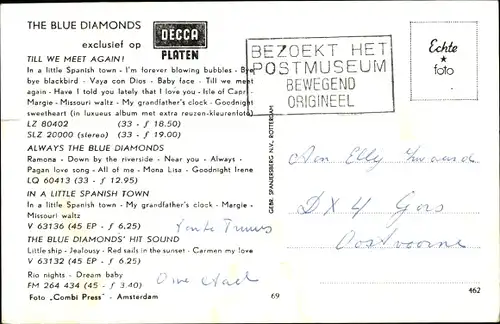 THE BLUE DIAMONDS
exclusief op DECCA
PLATEN
TILL WE MEET AGAIN!
In a little Spanish town - I'm forever blowing bubbles - Bye
bye blackbird - Vaya con Dios - Baby face - Till we meet
again - Have I told you lately that I love you - Isle of Capri -
Margie - Missouri waltz - My grandfather's clock - Goodnight
sweetheart (in luxueus album met extra reuzen-kleurenfoto)
LZ 80402 (33 - ƒ 18.50)
SLZ 20000 (stereo) (33 - ƒ 19.00)
ALWAYS THE BLUE DIAMONDS
Ramona - Down by the riverside - Near you - Always -
Pagan love song - All of me - Mona Lisa - Goodnight Irene
LQ 60413 (33 - ƒ 12.95)
IN A LITTLE SPANISH TOWN
In a little Spanish town - My grandfather's clock - Margie -
Missouri waltz
V 63136 (45 EP - ƒ 6.25)
THE BLUE DIAMONDS' HIT SOUND
Little ship - Jealousy - Red sails in the sunset - Carmen my love
V 63132 (45 EP - ƒ 6.25)
Rio nights - Dream baby
FM 264 434 (45 - ƒ 3.40)
Foto „Combi Press" - Amsterdam
69
GEBR. SPANJERSBERG N.V., ROTTERDAM
BEZOEKT HET
POSTMUSEUM
BEWEGEND
ORIGINEEL
Echte
★
foto
Aan Elly
DX4
Oostvoorne
Tante Truus
Ome
462